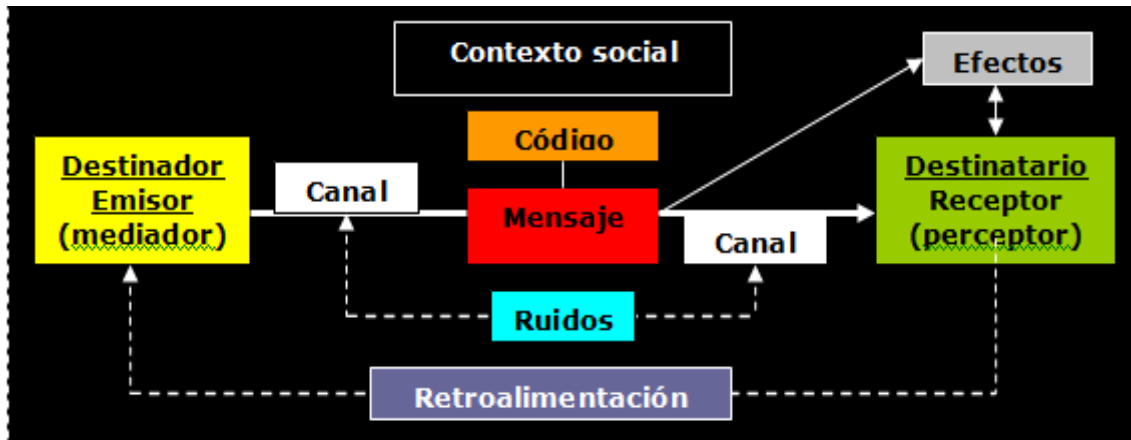 Contexto social
Efectos
Código
Destinador
Emisor
(mediador)
Canal
Mensaje
Canal
Destinatario
Receptor
(perceptor)
Ruidos
Retroalimentación